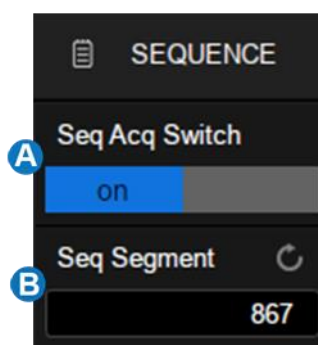 SEQUENCE
Seq Acq Switch
A
on
Seq Segment
B
867